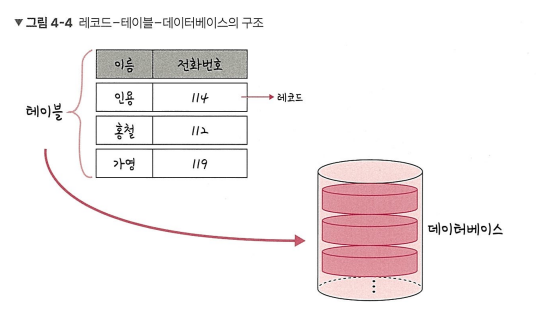 ▼ 그림 4-4 레코드-테이블-데이터베이스의 구조
이름 전화번호
인용 114 레코드
테이블
홍철 112
가영 119
데이터베이스